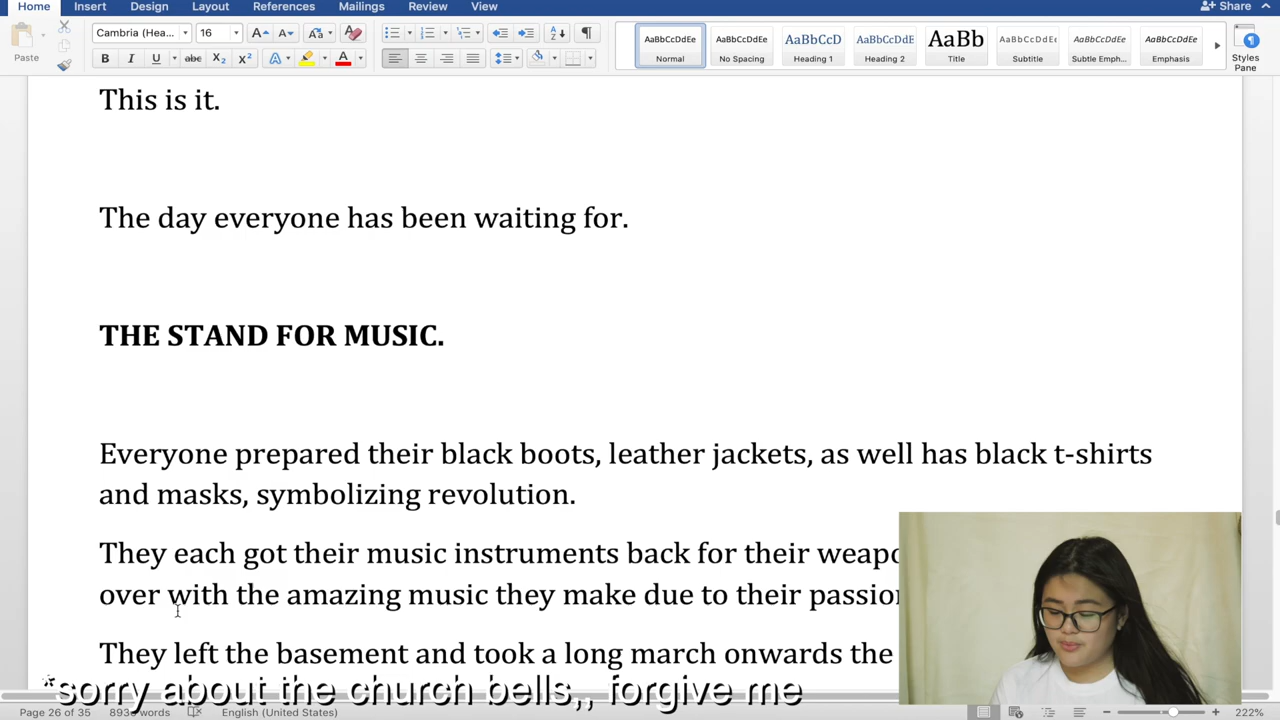 Home Insert Design Layout References Mailings Review View Share
Cambria (Hea... 16
Paste
AaBbCcDdEe AaBbCcDdEe AaBbCcD AaBbCcDdE AaBb AaBbCcDdEe AaBbCcDdEe AaBbCcDdEe
Normal No Spacing Heading 1 Heading 2 Title Subtitle Subtle Emph... Emphasis Styles Pane
This is it.
The day everyone has been waiting for.
THE STAND FOR MUSIC.
Everyone prepared their black boots, leather jackets, as well has black t-shirts
and masks, symbolizing revolution.
They each got their music instruments back for their weapo
over with the amazing music they make due to their passion
They left the basement and took a long march onwards the
*sorry about the church bells,, forgive me
Page 26 of 35 English (United States) 222%